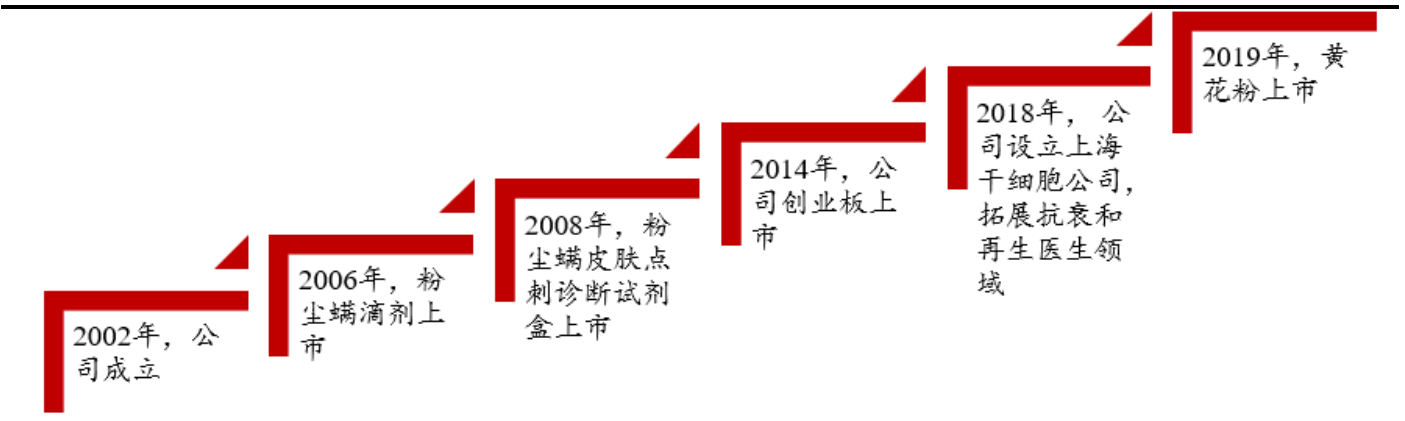 2002年，公
司成立
2006年，粉
尘螨滴剂上
市
2008年，粉
尘螨皮肤点
刺诊断试剂
盒上市
2014年，公
司创业板上
市
2018年， 公
司设立上海
干细胞公司，
拓展抗衰和
再生医生领
域
2019年，黄
花粉上市